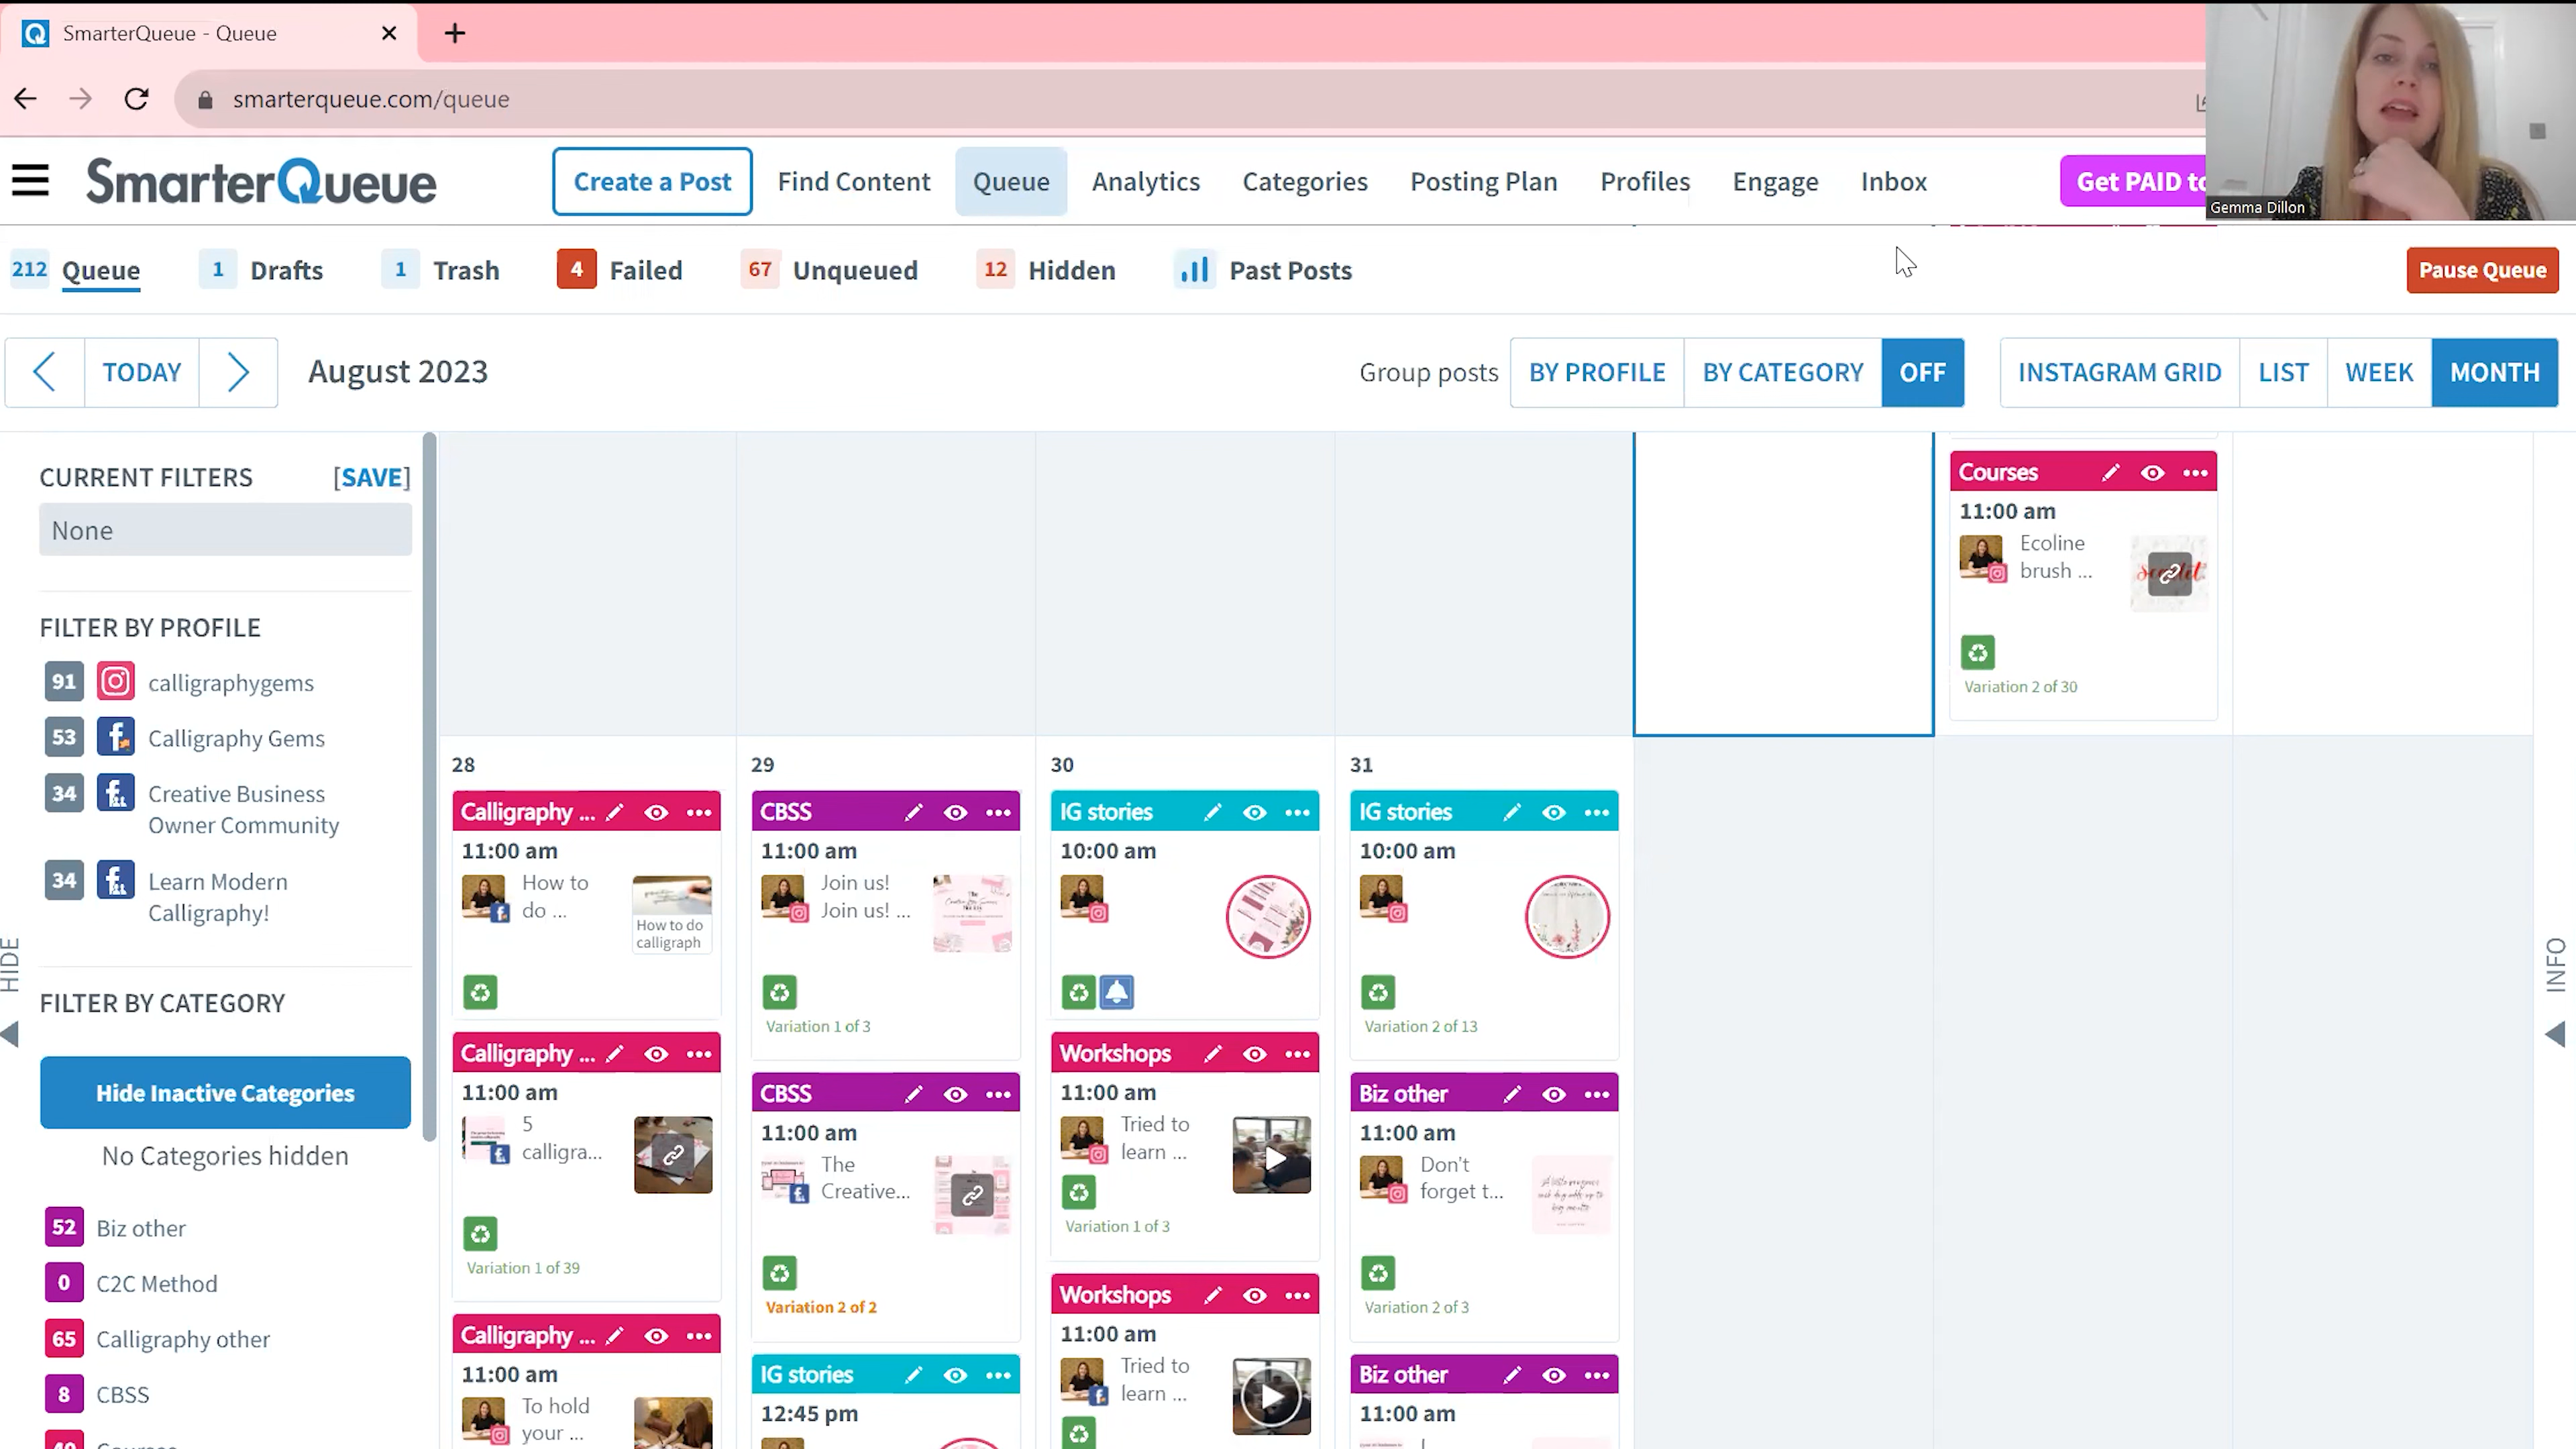 SmarterQueue - Queue
smarterqueue.com/queue
SmarterQueue
Create a Post
Find Content
Queue
Analytics
Categories
Posting Plan
Profiles
Engage
Inbox
Get PAID to
Gemma Dillon
212 Queue
1 Drafts
1 Trash
4 Failed
67 Unqueued
12 Hidden
Past Posts
Pause Queue
TODAY
August 2023
Group posts
BY PROFILE
BY CATEGORY
OFF
INSTAGRAM GRID
LIST
WEEK
MONTH
CURRENT FILTERS
[SAVE]
None
FILTER BY PROFILE
91 calligraphygems
53 Calligraphy Gems
34 Creative Business
Owner Community
34 Learn Modern
Calligraphy!
FILTER BY CATEGORY
Hide Inactive Categories
No Categories hidden
52 Biz other
0 C2C Method
65 Calligraphy other
8 CBSS
HIDE
INFO
Courses
11:00 am
Ecoline
brush ...
Variation 2 of 30
28
Calligraphy ...
11:00 am
How to
do ...
How to do
calligraph
Calligraphy ...
11:00 am
5
calligra...
Variation 1 of 39
Calligraphy ...
11:00 am
To hold
your ...
29
CBSS
11:00 am
Join us!
Join us! ...
Variation 1 of 3
CBSS
11:00 am
The
Creative...
Variation 2 of 2
IG stories
12:45 pm
30
IG stories
10:00 am
Workshops
11:00 am
Tried to
learn ...
Variation 1 of 3
Workshops
11:00 am
Tried to
learn ...
31
IG stories
10:00 am
Variation 2 of 13
Biz other
11:00 am
Don't
forget t...
Variation 2 of 3
Biz other
11:00 am